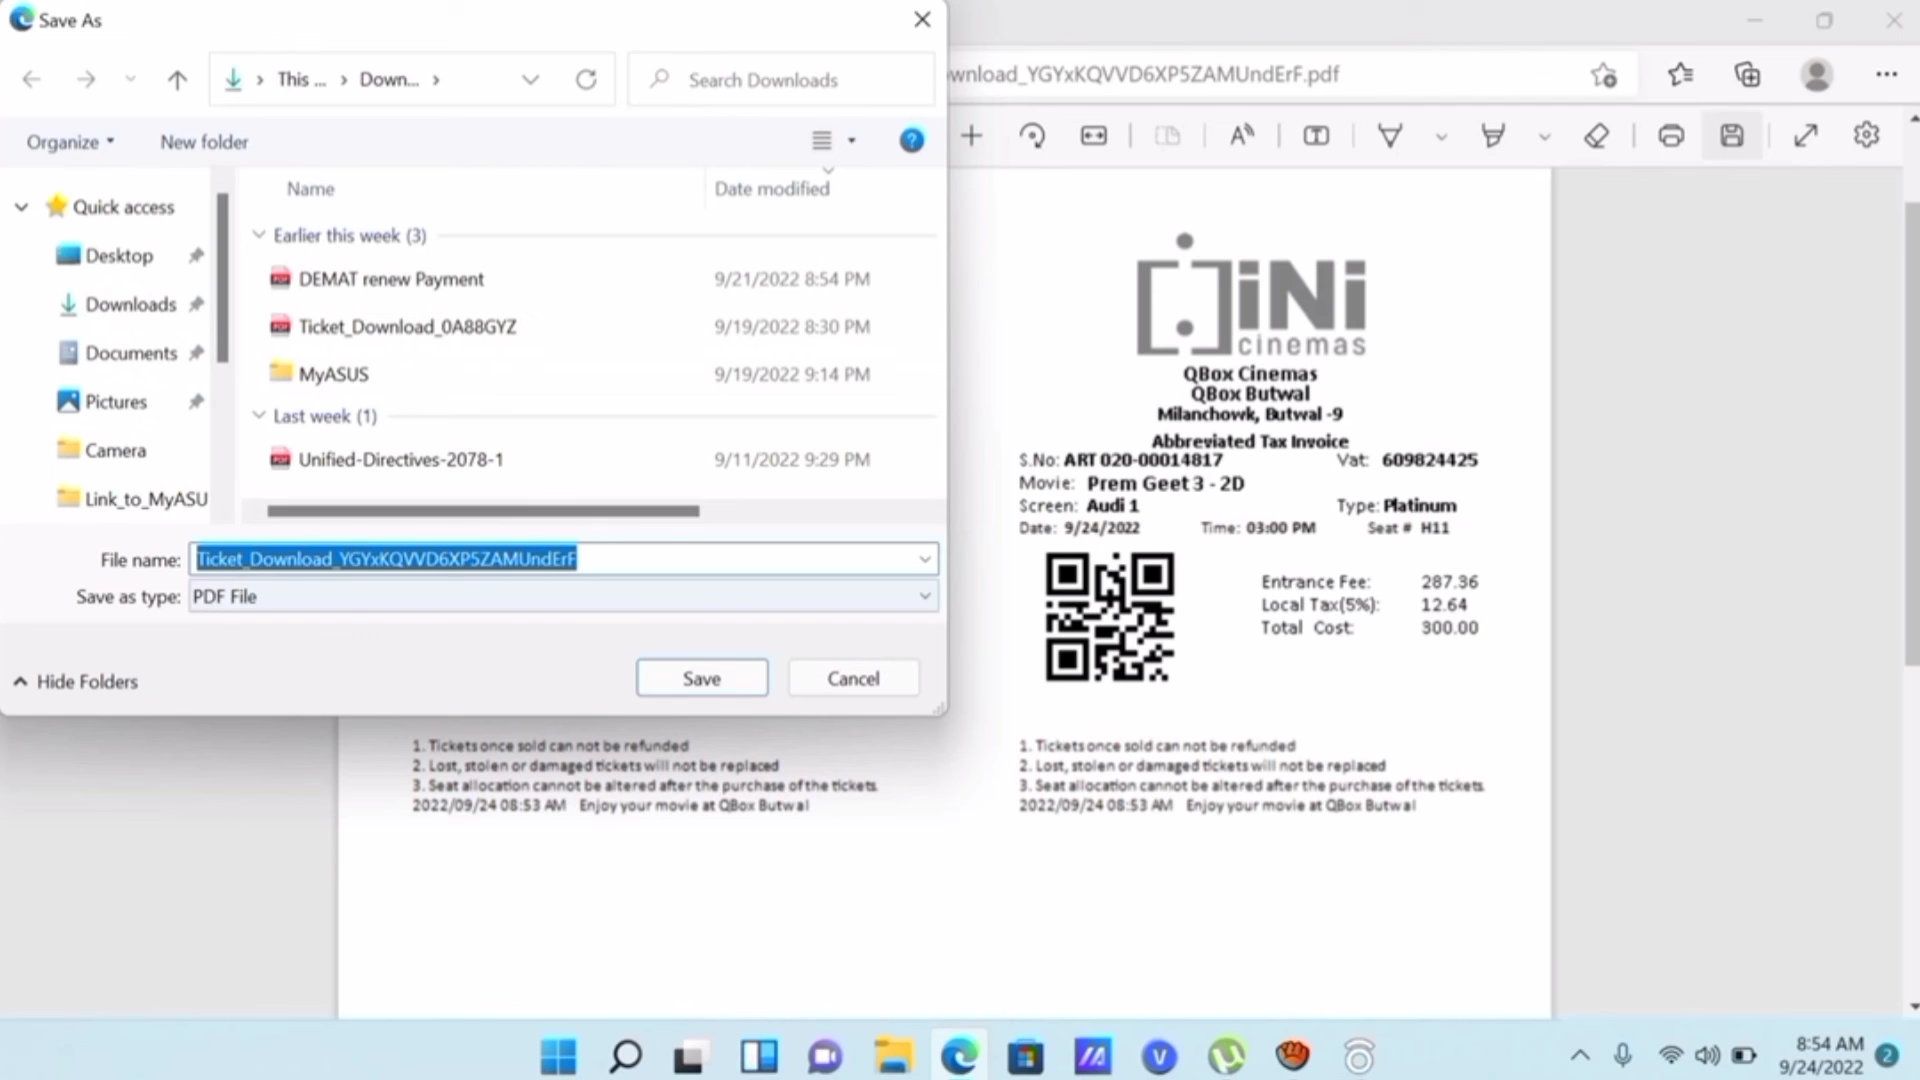 Save As
This ... › Down... ›
Search Downloads
Organize
New folder
Name
Date modified
Quick access
Desktop
Downloads
Documents
Pictures
Camera
Link_to_MyASU
Earlier this week (3)
DEMAT renew Payment 9/21/2022 8:54 PM
Ticket_Download_0A88GYZ 9/19/2022 8:30 PM
MyASUS 9/19/2022 9:14 PM
Last week (1)
Unified-Directives-2078-1 9/11/2022 9:29 PM
File name: Ticket_Download_YGYxKQVVD6XP5ZAMUndErF
Save as type: PDF File
Hide Folders
Save
Cancel
wnload_YGYxKQVVD6XP5ZAMUndErF.pdf
iNi
cinemas
QBox Cinemas
QBox Butwal
Milanchowk, Butwal -9
Abbreviated Tax Invoice
S.No: ART 020-00014817 Vat: 609824425
Movie: Prem Geet 3 - 2D
Screen: Audi 1 Type: Platinum
Date: 9/24/2022 Time: 03:00 PM Seat # H11
Entrance Fee: 287.36
Local Tax(5%): 12.64
Total Cost: 300.00
1. Tickets once sold can not be refunded
2. Lost, stolen or damaged tickets will not be replaced
3. Seat allocation cannot be altered after the purchase of the tickets.
2022/09/24 08:53 AM Enjoy your movie at QBox Butwal
1. Tickets once sold can not be refunded
2. Lost, stolen or damaged tickets will not be replaced
3. Seat allocation cannot be altered after the purchase of the tickets.
2022/09/24 08:53 AM Enjoy your movie at QBox Butwal
8:54 AM
9/24/2022
2